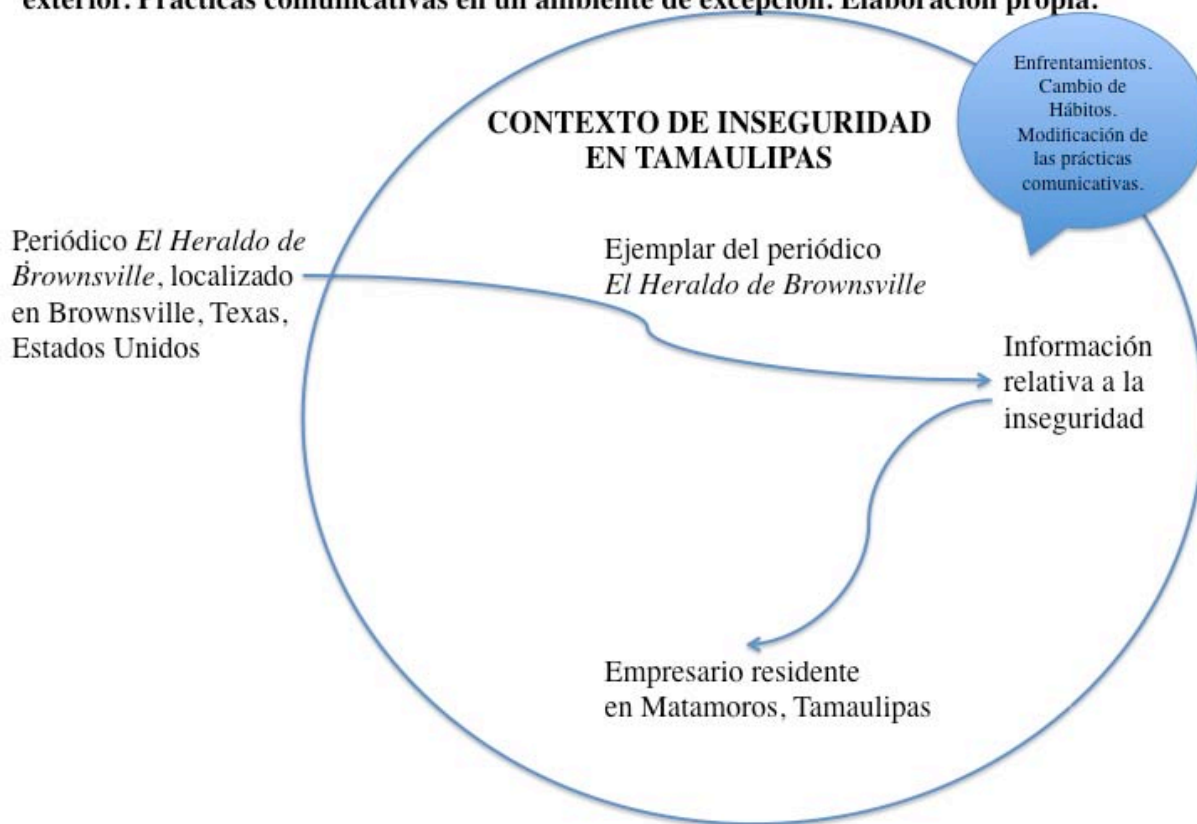 exterior. Prácticas comunicativas en un ambiente de excepción. Elaboración propia.
Enfrentamientos.
Cambio de
Hábitos.
Modificación de
las prácticas
comunicativas.
CONTEXTO DE INSEGURIDAD
EN TAMAULIPAS
Periódico El Heraldo de
Brownsville, localizado
en Brownsville, Texas,
Estados Unidos
Ejemplar del periódico
El Heraldo de Brownsville
Información
relativa a la
inseguridad
Empresario residente
en Matamoros, Tamaulipas